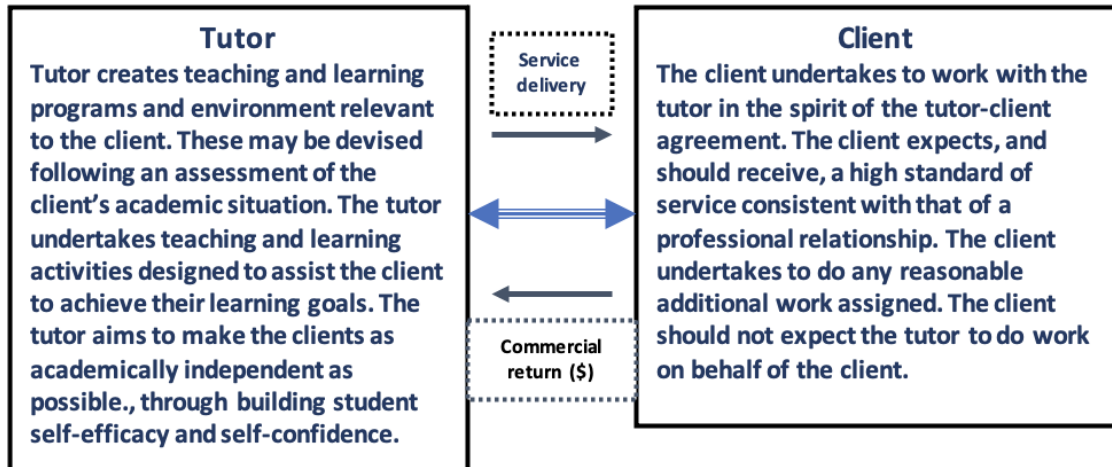 Tutor
Tutor creates teaching and learning
programs and environment relevant
to the client. These may be devised
following an assessment of the
client's academic situation. The tutor
undertakes teaching and learning
activities designed to assist the client
to achieve their learning goals. The
tutor aims to make the clients as
academically independent as
possible., through building student
self-efficacy and self-confidence.
Service
delivery
Commercial
return ($)
Client
The client undertakes to work with the
tutor in the spirit of the tutor-client
agreement. The client expects, and
should receive, a high standard of
service consistent with that of a
professional relationship. The client
undertakes to do any reasonable
additional work assigned. The client
should not expect the tutor to do work
on behalf of the client.